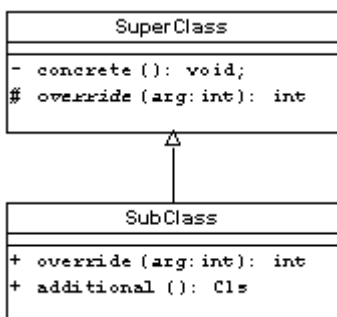 SuperClass
- concrete (): void;
# override (arg:int): int
SubClass
+ override (arg:int): int
+ additional (): Cls